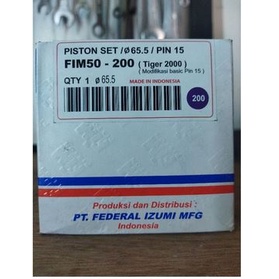 PISTON SET /Ø65.5 / PIN 15
FIM50 - 200 ( Tiger 2000 )
( Modifikasi basic Pin 15 )
QTY 1 Ø 65.5 MADE IN INDONESIA
200
Produksi dan Distribusi :
PT. FEDERAL IZUMI MFG
Indonesia